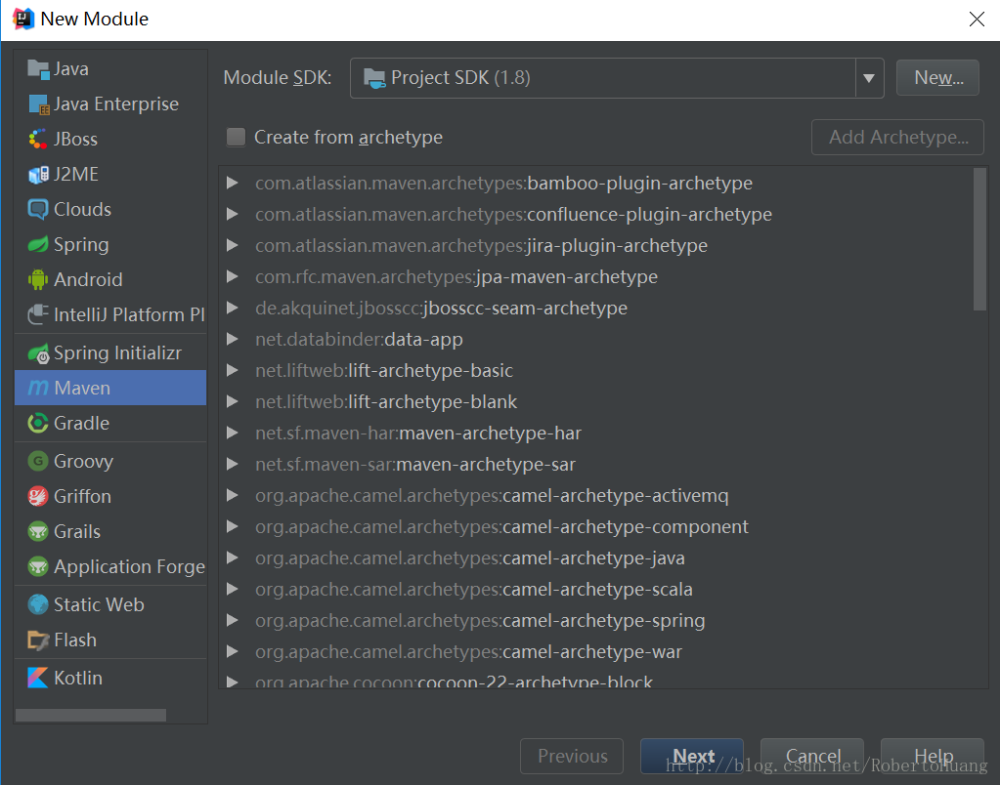 New Module
Java
Java Enterprise
JBoss
J2ME
Clouds
Spring
Android
IntelliJ Platform Pl
Spring Initializr
Maven
Gradle
Groovy
Griffon
Grails
Application Forge
Static Web
Flash
Kotlin
Module SDK: Project SDK (1.8) New...
Create from archetype Add Archetype...
com.atlassian.maven.archetypes:bamboo-plugin-archetype
com.atlassian.maven.archetypes:confluence-plugin-archetype
com.atlassian.maven.archetypes:jira-plugin-archetype
com.rfc.maven.archetypes:jpa-maven-archetype
de.akquinet.jbosscc:jbosscc-seam-archetype
net.databinder:data-app
net.liftweb:lift-archetype-basic
net.liftweb:lift-archetype-blank
net.sf.maven-har:maven-archetype-har
net.sf.maven-sar:maven-archetype-sar
org.apache.camel.archetypes:camel-archetype-activemq
org.apache.camel.archetypes:camel-archetype-component
org.apache.camel.archetypes:camel-archetype-java
org.apache.camel.archetypes:camel-archetype-scala
org.apache.camel.archetypes:camel-archetype-spring
org.apache.camel.archetypes:camel-archetype-war
org.apache.cocoon:cocoon-22-archetype-block
Previous Next Cancel Help
http://blog.csdn.net/RobertoHuang